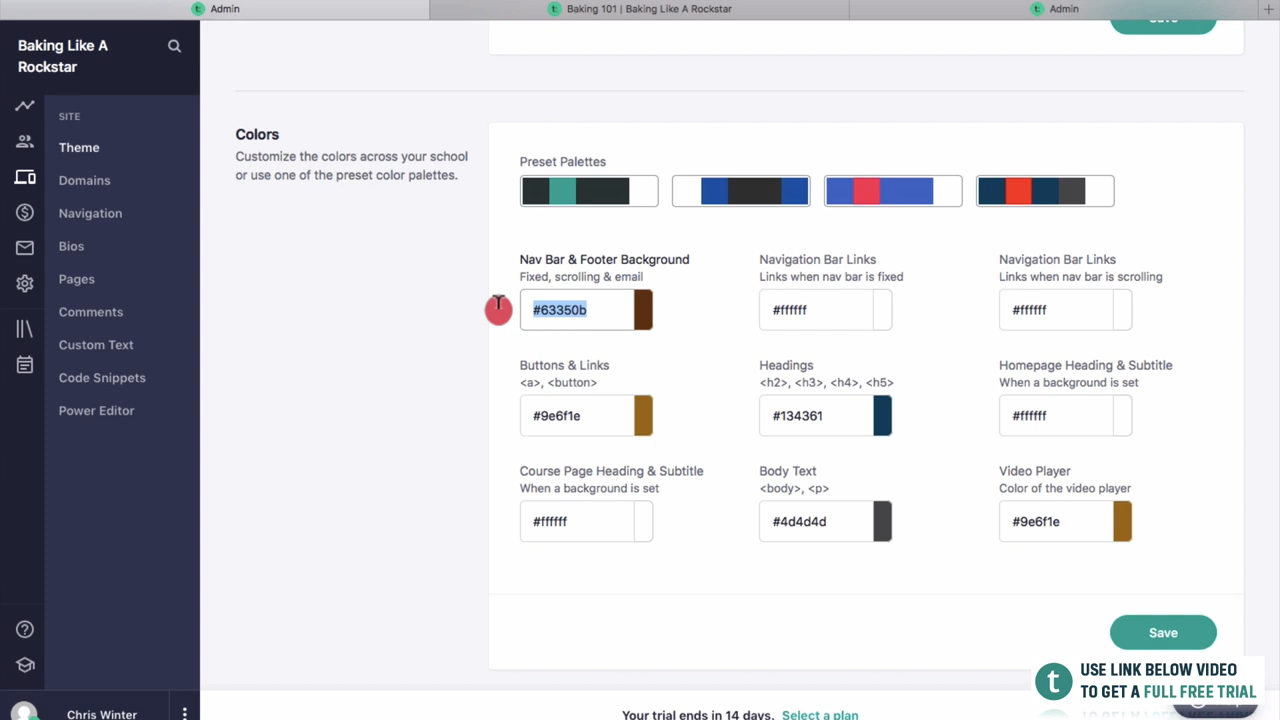 Admin
Baking 101 | Baking Like A Rockstar
Admin
Baking Like A
Rockstar
SITE
Theme
Domains
Navigation
Bios
Pages
Comments
Custom Text
Code Snippets
Power Editor
Chris Winter
Save
Colors
Customize the colors across your school
or use one of the preset color palettes.
Preset Palettes
Nav Bar & Footer Background
Fixed, scrolling & email
#63350b
Navigation Bar Links
Links when nav bar is fixed
#ffffff
Navigation Bar Links
Links when nav bar is scrolling
#ffffff
Buttons & Links
<a>, <button>
#9e6f1e
Headings
<h2>, <h3>, <h4>, <h5>
#134361
Homepage Heading & Subtitle
When a background is set
#ffffff
Course Page Heading & Subtitle
When a background is set
#ffffff
Body Text
<body>, <p>
#4d4d4d
Video Player
Color of the video player
#9e6f1e
Save
t
USE LINK BELOW VIDEO
TO GET A FULL FREE TRIAL
Your trial ends in 14 days. Select a plan